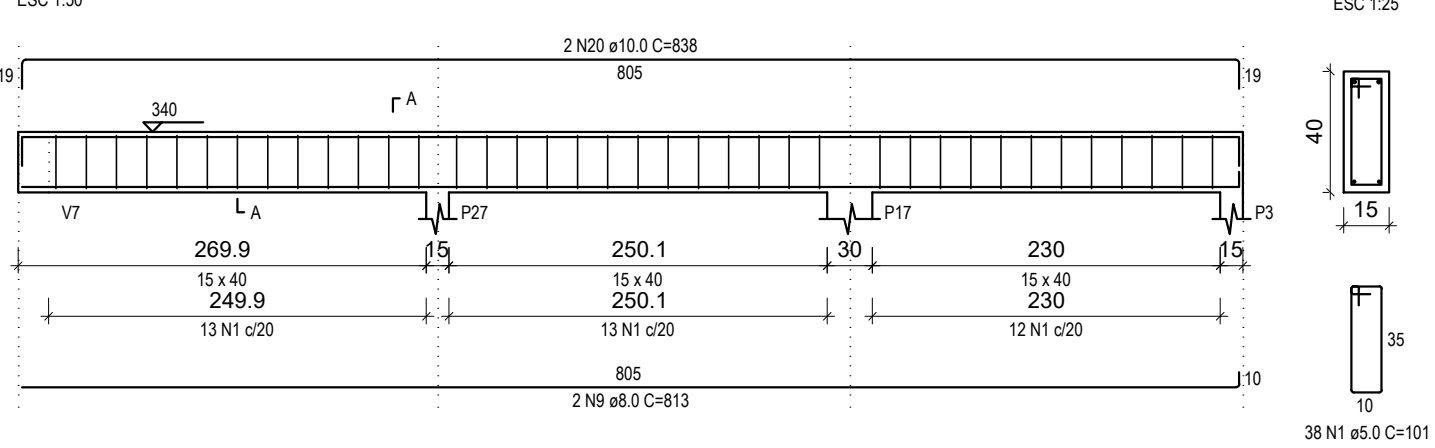 ESC 1:50
ESC 1:25
2 N20 ø10.0 C=838
19
805
19
A
340
40
A
V7
P27
P17
P3
15
269.9
15
250.1
30
230
15
15 x 40
15 x 40
15 x 40
249.9
250.1
230
13 N1 c/20
13 N1 c/20
12 N1 c/20
35
805
10
2 N9 ø8.0 C=813
10
38 N1 ø5.0 C=101